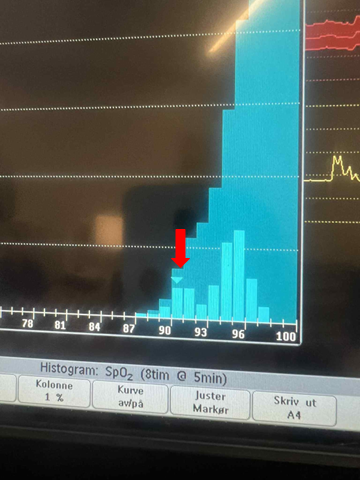 78 81 84 87 90 93 96 100
Histogram: SpO₂ (8tim @ 5min)
Kolonne
1 %
Kurve
av/på
Juster
Markør
Skriv ut
A4